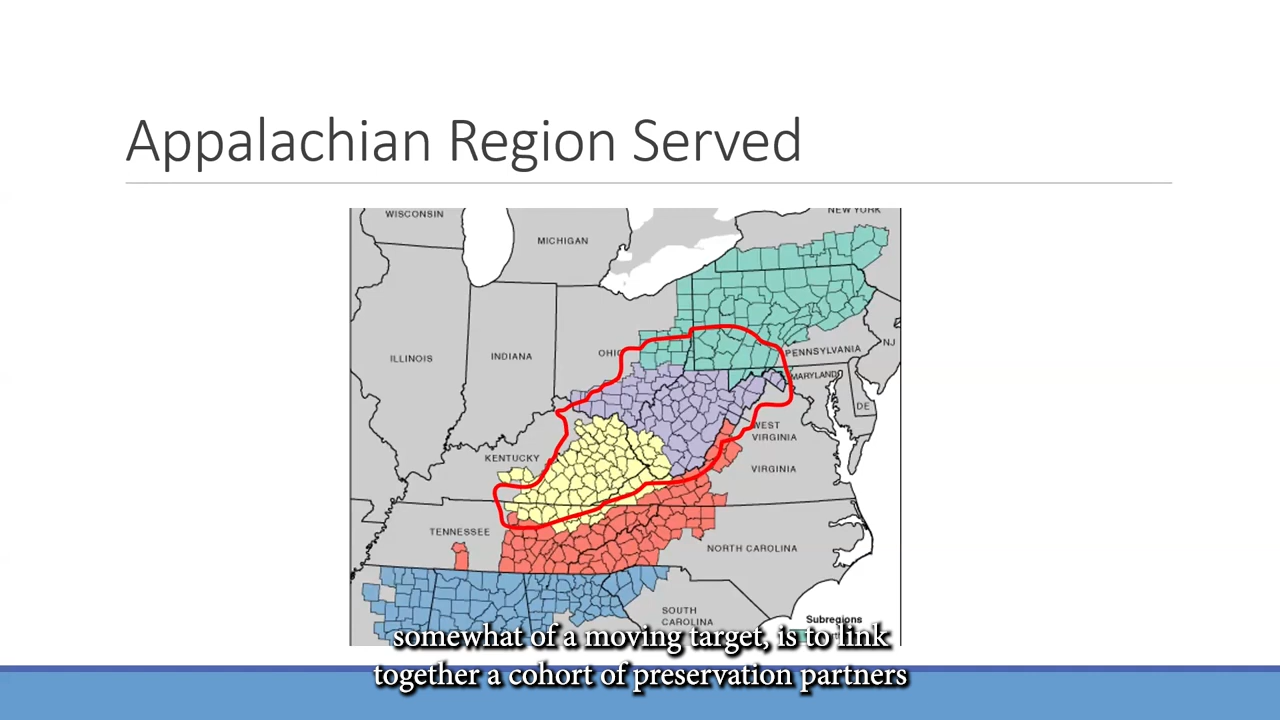 Appalachian Region Served
WISCONSIN
NEW YORK
MICHIGAN
ILLINOIS
INDIANA
OHIO
PENNSYLVANIA
NJ
MARYLAND
DE
WEST
VIRGINIA
KENTUCKY
VIRGINIA
TENNESSEE
NORTH CAROLINA
SOUTH
CAROLINA
Subregions
somewhat of a moving target, is to link
together a cohort of preservation partners